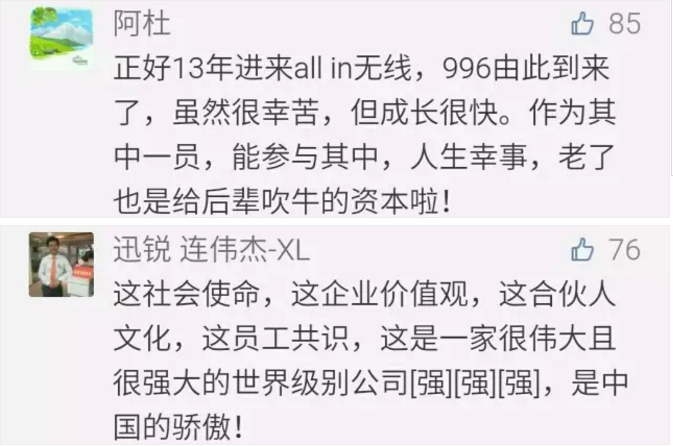 阿杜 85
正好13年进来all in无线，996由此到来
了，虽然很幸苦，但成长很快。作为其
中一员，能参与其中，人生幸事，老了
也是给后辈吹牛的资本啦！
迅锐 连伟杰-XL 76
这社会使命，这企业价值观，这合伙人
文化，这员工共识，这是一家很伟大且
很强大的世界级别公司[强][强][强]，是中
国的骄傲！